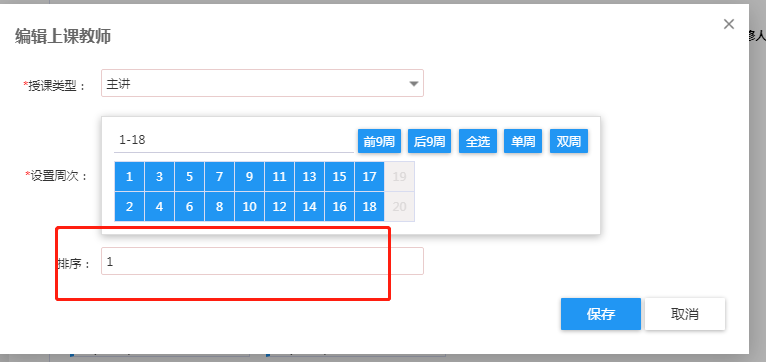 编辑上课教师
修人
*授课类型： 主讲
1-18 前9周 后9周 全选 单周 双周
*设置周次：
1 3 5 7 9 11 13 15 17 19
2 4 6 8 10 12 14 16 18 20
排序： 1
保存 取消